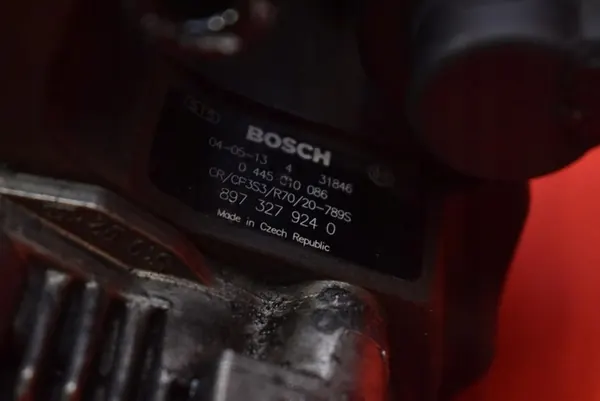 BOSCH
04-05-13 4 31846
0 445 010 086
CR/CP3S3/R70/20-789S
897 327 924 0
Made in Czech Republic